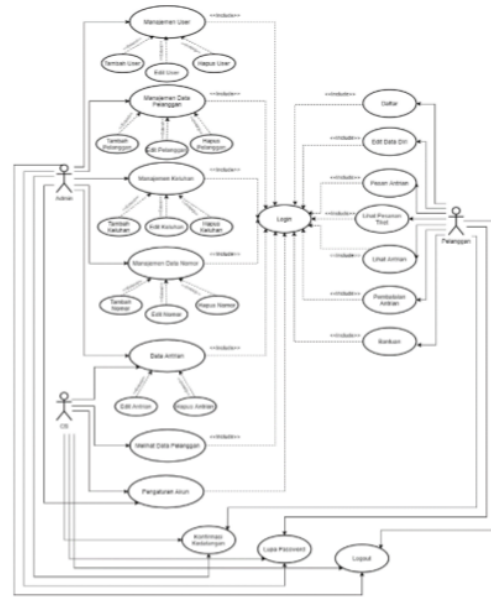 Manajemen User
<<Include>>
Tambah User
Edit User
Hapus User
Manajemen Data
Pelanggan
<<Include>>
Tambah
Pelanggan
Edit Pelanggan
Hapus
Pelanggan
Admin
Manajemen Keluhan
<<Include>>
Tambah
Keluhan
Edit Keluhan
Hapus
Keluhan
Manajemen Data Nomor
<<Include>>
Tambah
Nomor
Edit Nomor
Hapus Nomor
Data Antrian
<<Include>>
Edit Antrian
Hapus Antrian
CS
Melihat Data Pelanggan
<<Include>>
Pengaturan Akun
Login
<<Include>>
Daftar
<<Include>>
Edit Data Diri
<<Include>>
Pesan Antrian
<<Include>>
Lihat Pesanan
Tiket
<<Include>>
Lihat Antrian
<<Include>>
Pembatalan
Antrian
<<Include>>
Bantuan
Pelanggan
Konfirmasi
Kedatangan
Lupa Password
Logout